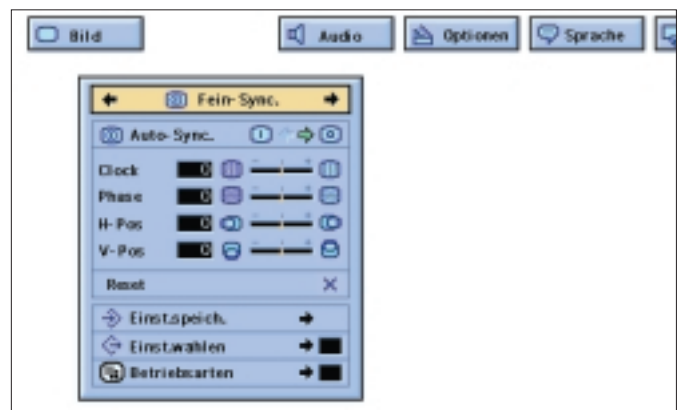 Bild Audio Optionen Sprache
Fein-Sync.
Auto-Sync.
Clock 0
Phase 0
H-Pos 0
V-Pos 0
Reset
Einst.speich.
Einst.wahlen
Betriebsarten